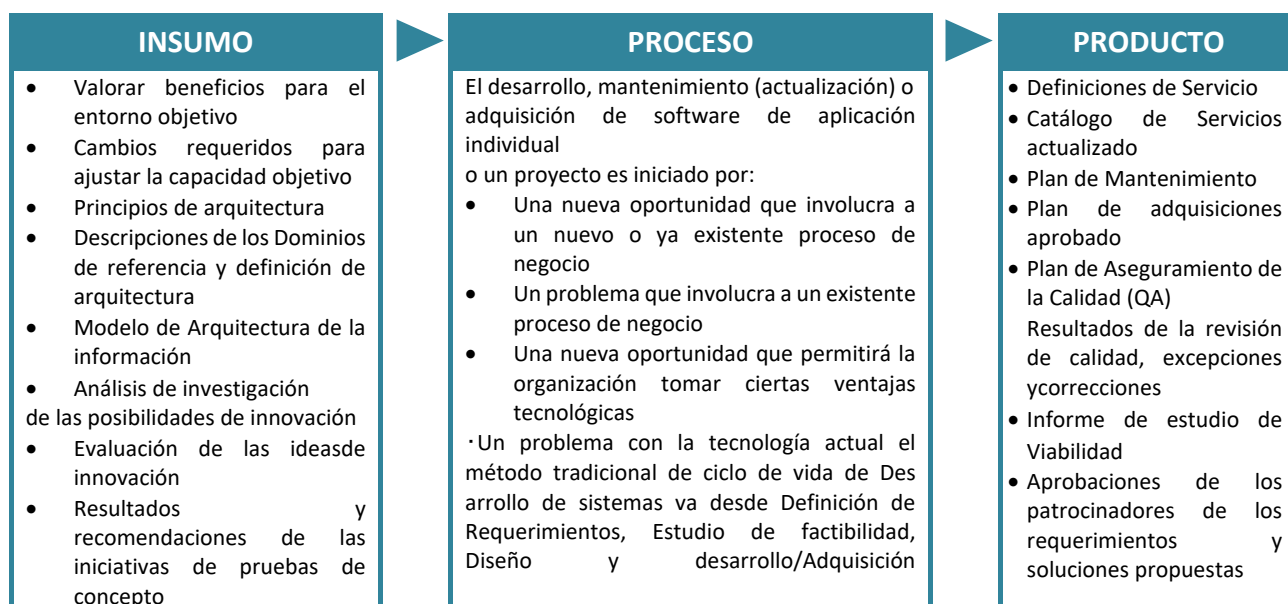 INSUMO
Valorar beneficios para el
entorno objetivo
Cambios requeridos para
ajustar la capacidad objetivo
Principios de arquitectura
Descripciones de los Dominios
de referencia y definición de
arquitectura
Modelo de Arquitectura de la
información
Análisis de investigación
de las posibilidades de innovación
Evaluación de las ideasde
innovación
Resultados y
recomendaciones de las
iniciativas de pruebas de
concepto
PROCESO
El desarrollo, mantenimiento (actualización) o
adquisición de software de aplicación
individual
o un proyecto es iniciado por:
Una nueva oportunidad que involucra a
un nuevo o ya existente proceso de
negocio
Un problema que involucra a un existente
proceso de negocio
Una nueva oportunidad que permitirá la
organización tomar ciertas ventajas
tecnológicas
·Un problema con la tecnología actual el
método tradicional de ciclo de vida de Des
arrollo de sistemas va desde Definición de
Requerimientos, Estudio de factibilidad,
Diseño y desarrollo/Adquisición
PRODUCTO
Definiciones de Servicio
Catálogo de Servicios
actualizado
Plan de Mantenimiento
Plan de adquisiciones
aprobado
Plan de Aseguramiento de
la Calidad (QA)
Resultados de la revisión
de calidad, excepciones
ycorrecciones
Informe de estudio de
Viabilidad
Aprobaciones de los
patrocinadores de los
requerimientos y
soluciones propuestas